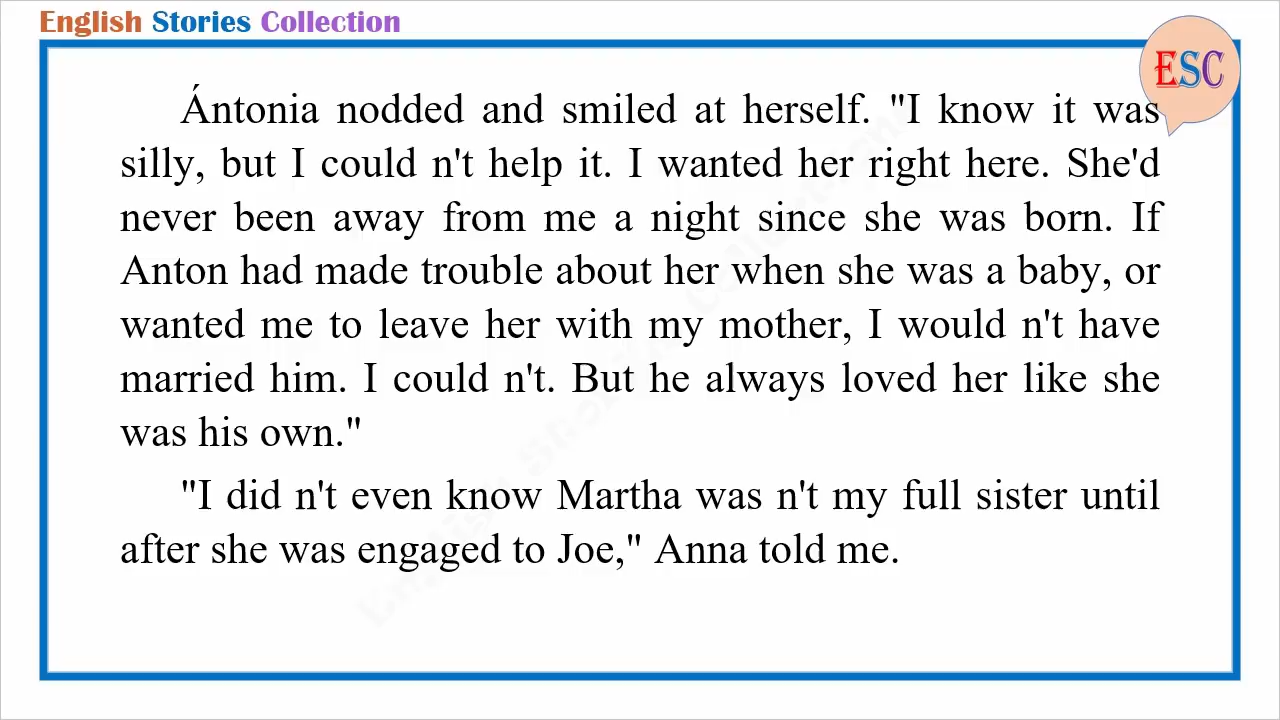 English Stories Collection
ESC
Ántonia nodded and smiled at herself. "I know it was
silly, but I could n't help it. I wanted her right here. She'd
never been away from me a night since she was born. If
Anton had made trouble about her when she was a baby, or
wanted me to leave her with my mother, I would n't have
married him. I could n't. But he always loved her like she
was his own."
"I did n't even know Martha was n't my full sister until
after she was engaged to Joe," Anna told me.